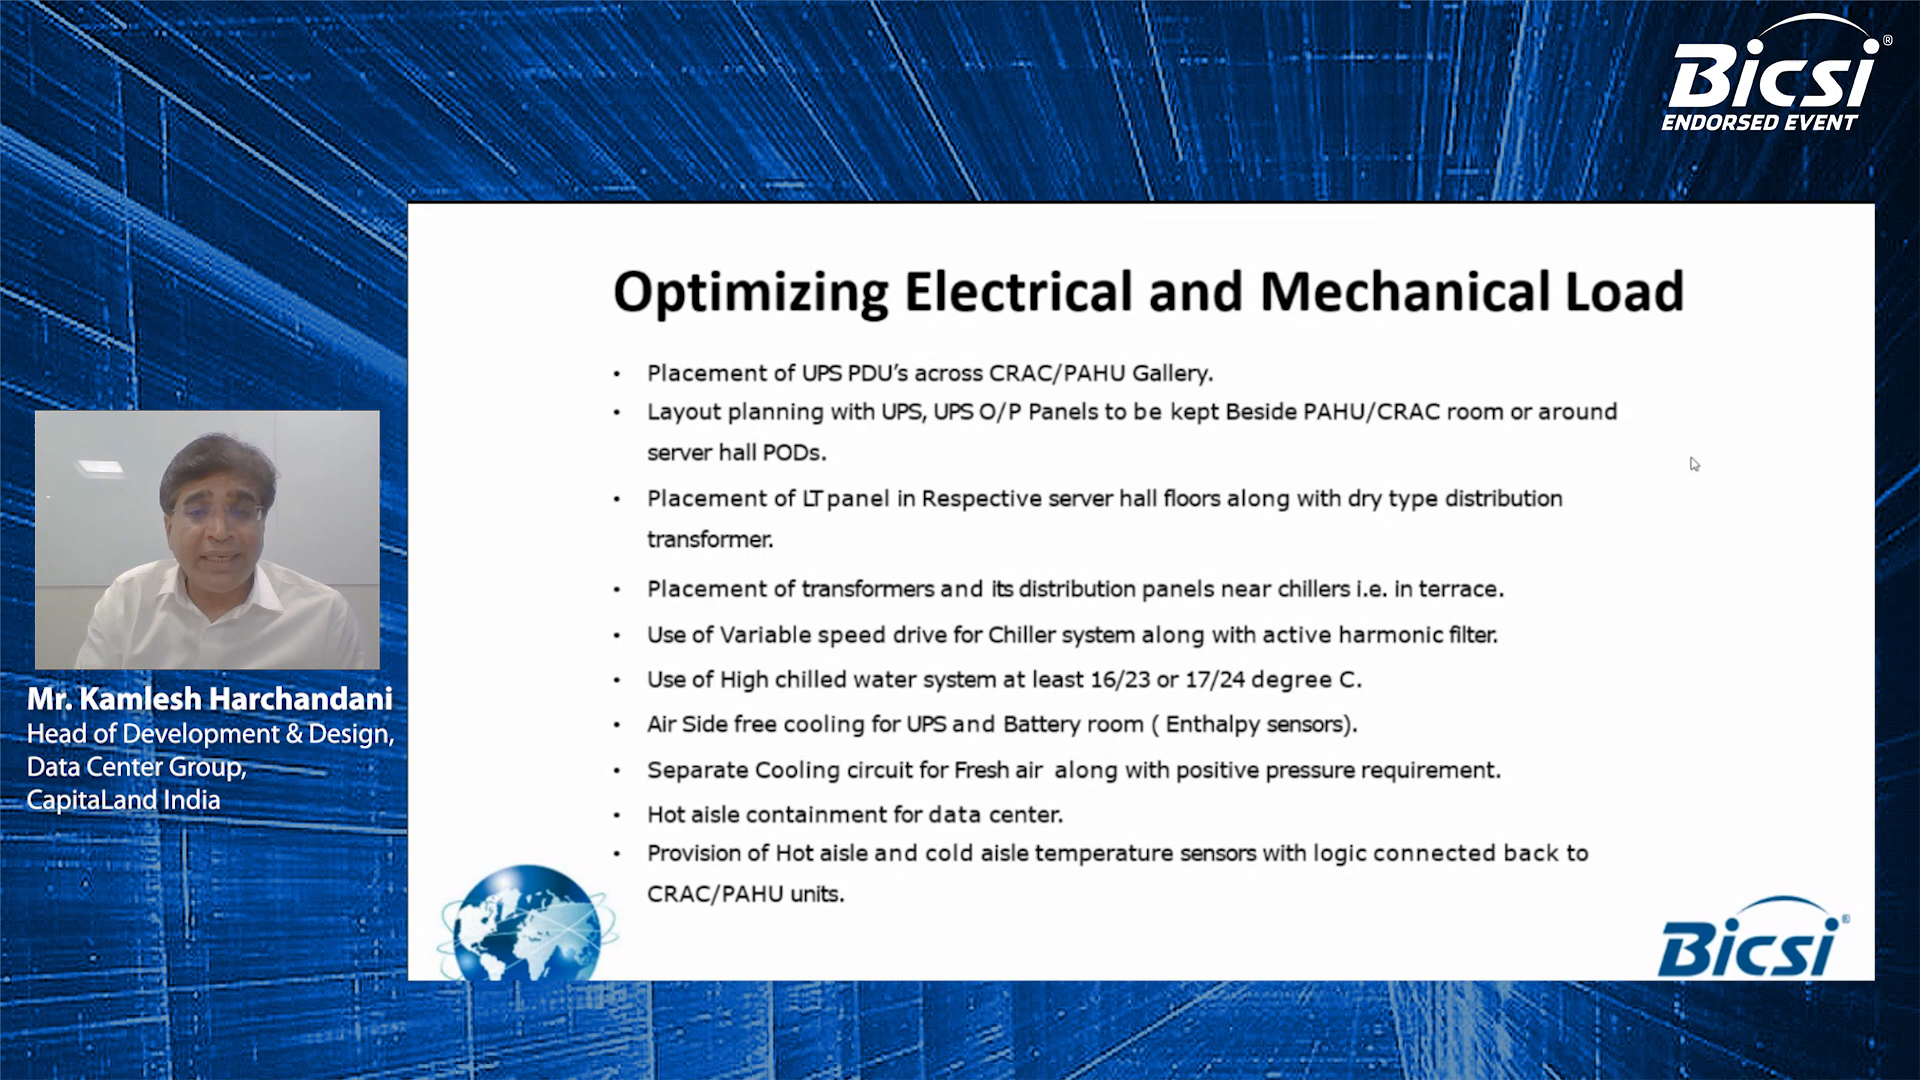 Bicsi®
ENDORSED EVENT
Optimizing Electrical and Mechanical Load
• Placement of UPS PDU’s across CRAC/PAHU Gallery.
• Layout planning with UPS, UPS O/P Panels to be kept Beside PAHU/CRAC room or around
server hall PODs.
• Placement of LT panel in Respective server hall floors along with dry type distribution
transformer.
• Placement of transformers and its distribution panels near chillers i.e. in terrace.
• Use of Variable speed drive for Chiller system along with active harmonic filter.
• Use of High chilled water system at least 16/23 or 17/24 degree C.
• Air Side free cooling for UPS and Battery room ( Enthalpy sensors).
• Separate Cooling circuit for Fresh air along with positive pressure requirement.
• Hot aisle containment for data center.
• Provision of Hot aisle and cold aisle temperature sensors with logic connected back to
CRAC/PAHU units.
Mr. Kamlesh Harchandani
Head of Development & Design,
Data Center Group,
CapitaLand India
Bicsi®